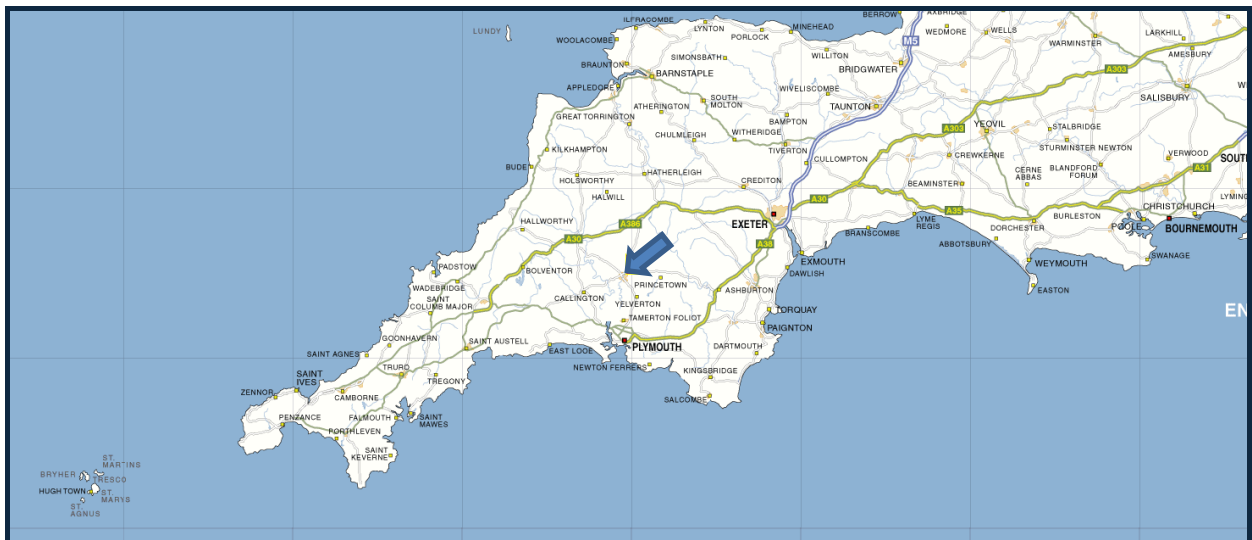 ILFRACOMBE
LYNTON
MINEHEAD
BERROW
AXBRIDGE
LUNDY
WOOLACOMBE
PORLOCK
WEDMORE
WELLS
LARKHILL
M5
WARMINSTER
AMESBURY
SIMONSBATH
WILLITON
BRAUNTON
BARNSTAPLE
BRIDGWATER
A303
APPLEDORE
WIVELISCOMBE
SALISBURY
ATHERINGTON
SOUTH
MOLTON
TAUNTON
GREAT TORRINGTON
BAMPTON
YEOVIL
STALBRIDGE
A303
CHULMLEIGH
WITHERIDGE
STURMINSTER NEWTON
KILKHAMPTON
TIVERTON
CREWKERNE
VERWOOD
SOUT
BUDE
CULLOMPTON
CERNE
ABBAS
BLANDFORD
FORUM
A31
HATHERLEIGH
HOLSWORTHY
CREDITON
BEAMINSTER
HALWILL
A30
LYMING
CHRISTCHURCH
HALLWORTHY
A386
EXETER
LYME
REGIS
A35
BURLESTON
DORCHESTER
POOLE
BOURNEMOUTH
A30
A38
BRANSCOMBE
ABBOTSBURY
EXMOUTH
SWANAGE
WEYMOUTH
PADSTOW
BOLVENTOR
DAWLISH
WADEBRIDGE
PRINCETOWN
ASHBURTON
EASTON
SAINT
COLUMB MAJOR
CALLINGTON
YELVERTON
TORQUAY
EN
TAMERTON FOLIOT
PAIGNTON
GOONHAVERN
SAINT AUSTELL
EAST LOOE
PLYMOUTH
DARTMOUTH
SAINT AGNES
TRURO
NEWTON FERRERS
KINGSBRIDGE
SAINT
IVES
TREGONY
ZENNOR
CAMBORNE
SALCOMBE
PENZANCE
FALMOUTH
SAINT
MAWES
PORTHLEVEN
SAINT
KEVERNE
ST.
MARTINS
BRYHER
TRESCO
HUGH TOWN
ST.
MARYS
ST.
AGNUS